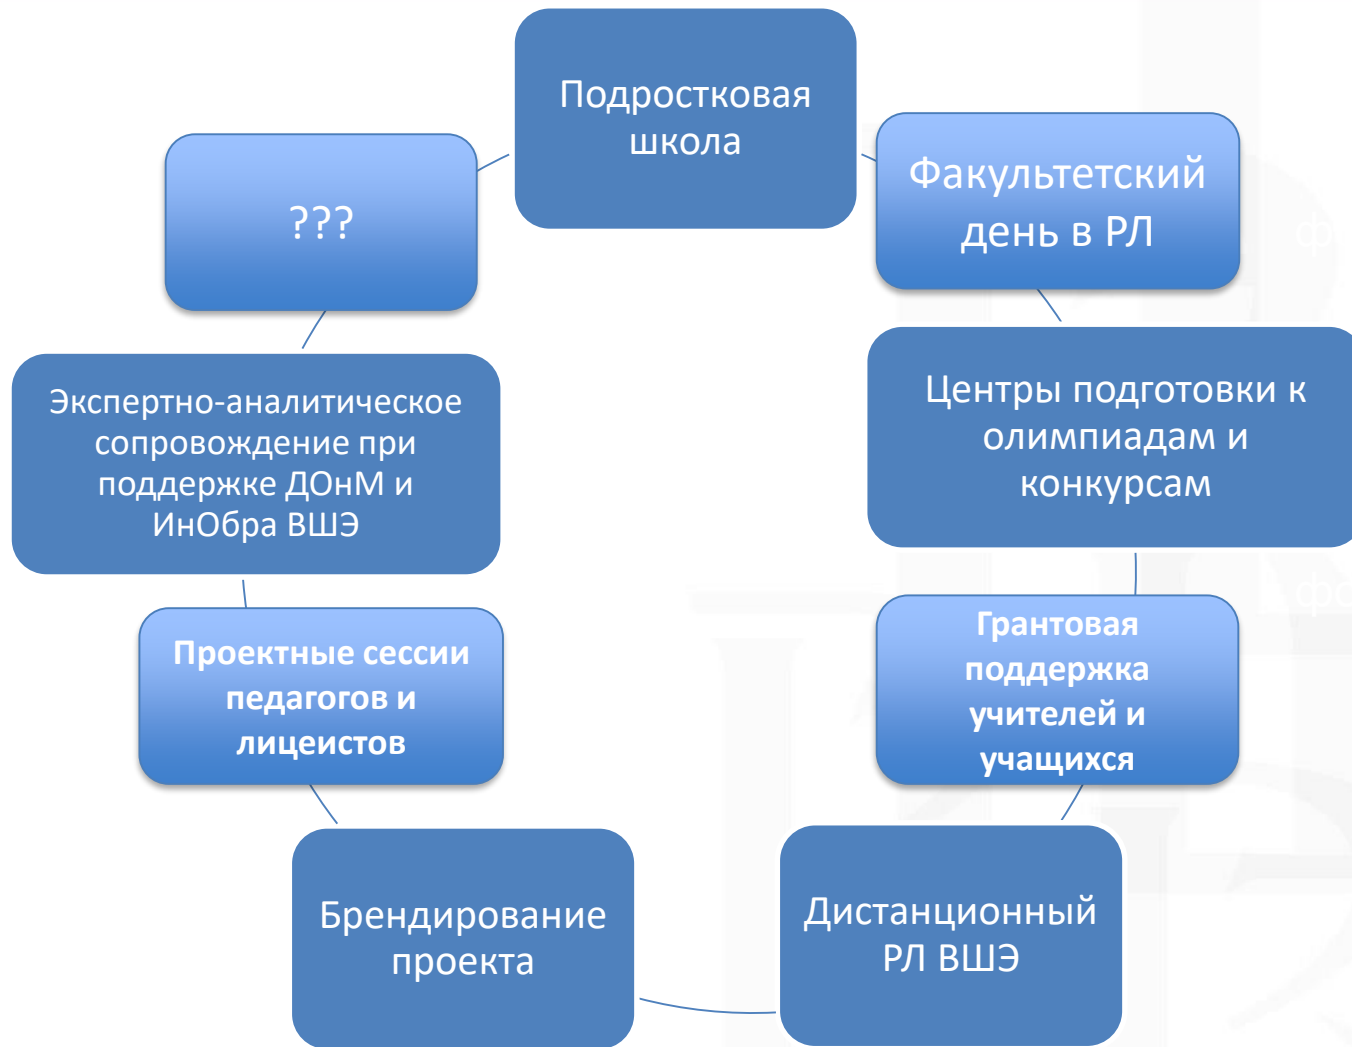 Подростковая
школа
Факультетский
день в РЛ
Центры подготовки к
олимпиадам и
конкурсам
Грантовая
поддержка
учителей и
учащихся
Дистанционный
РЛ ВШЭ
Брендирование
проекта
Проектные сессии
педагогов и
лицеистов
Экспертно-аналитическое
сопровождение при
поддержке ДОнМ и
ИнОбра ВШЭ
???